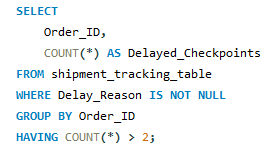 SELECT
Order_ID,
COUNT(*) AS Delayed_Checkpoints
FROM shipment_tracking_table
WHERE Delay_Reason IS NOT NULL
GROUP BY Order_ID
HAVING COUNT(*) > 2;